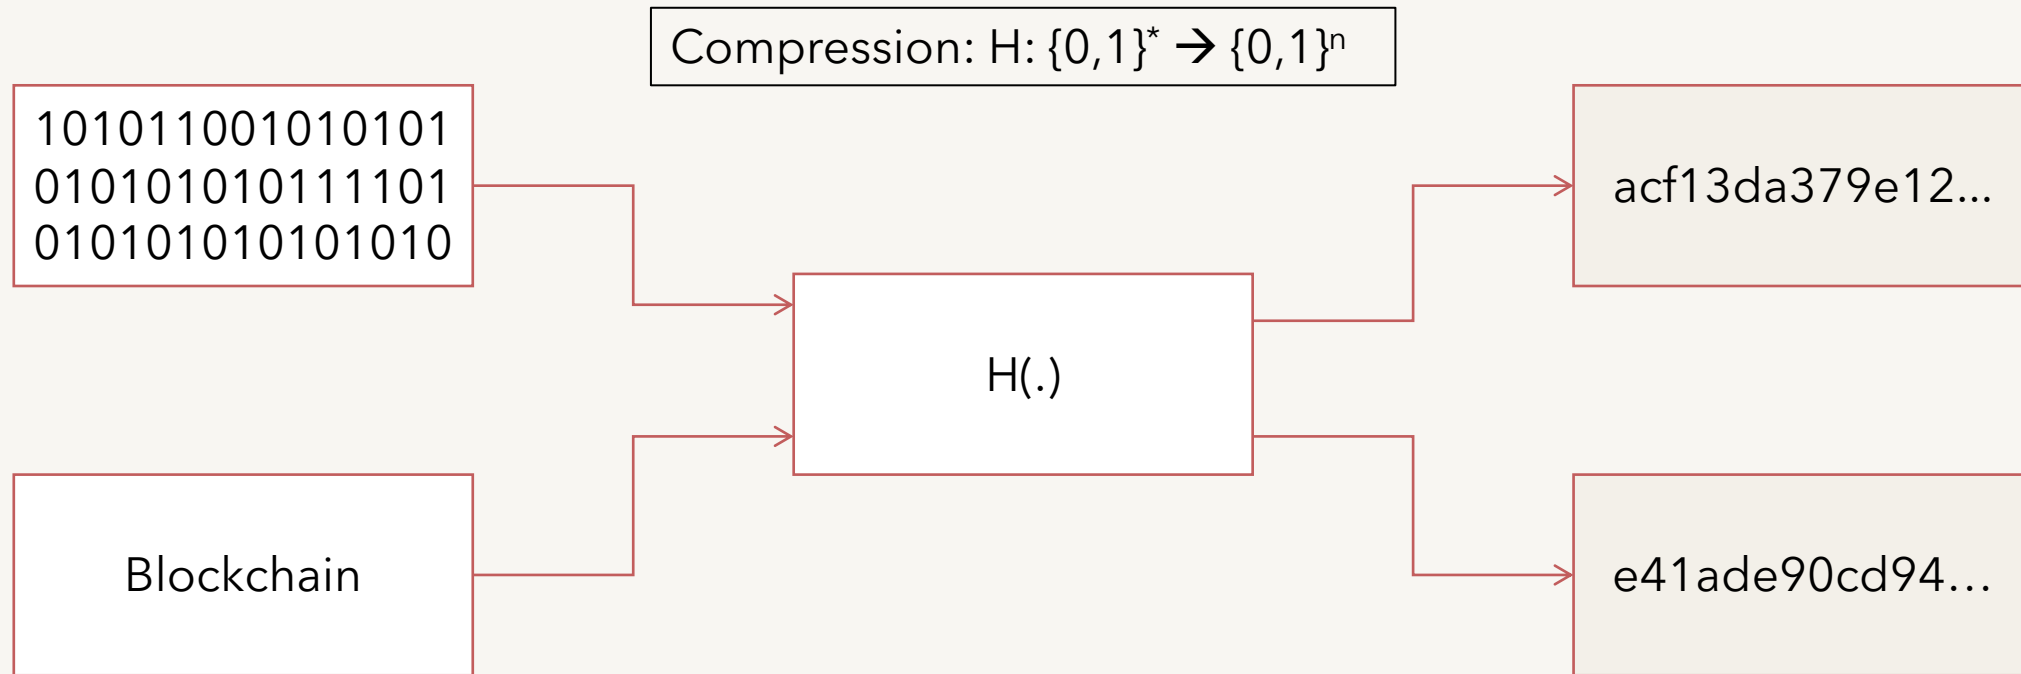 Compression: H: {0,1}* → {0,1}ⁿ
101011001010101
010101010111101
010101010101010
acf13da379e12...
H(.)
Blockchain
e41ade90cd94...